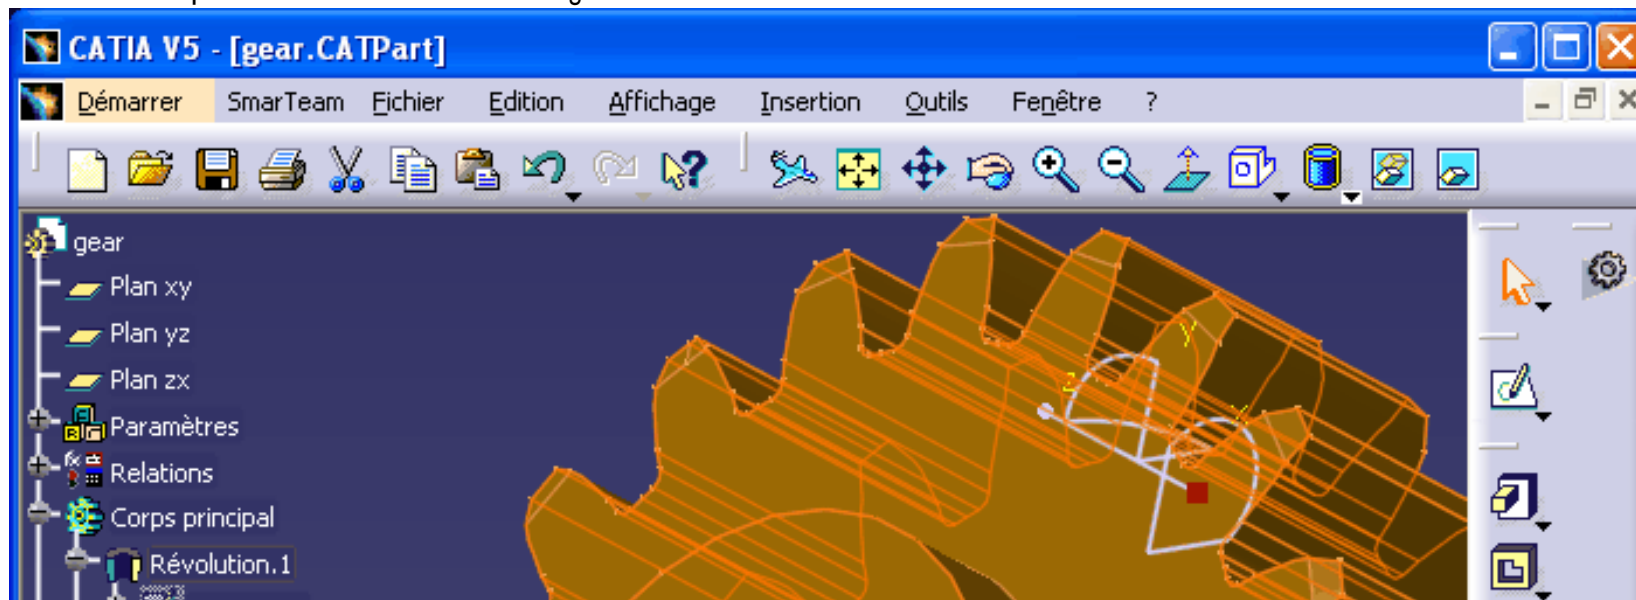 CATIA V5 - [gear.CATPart]
Démarrer SmarTeam Fichier Edition Affichage Insertion Outils Fenêtre ?
gear
Plan xy
Plan yz
Plan zx
Paramètres
Relations
Corps principal
Révolution.1
y
z
x